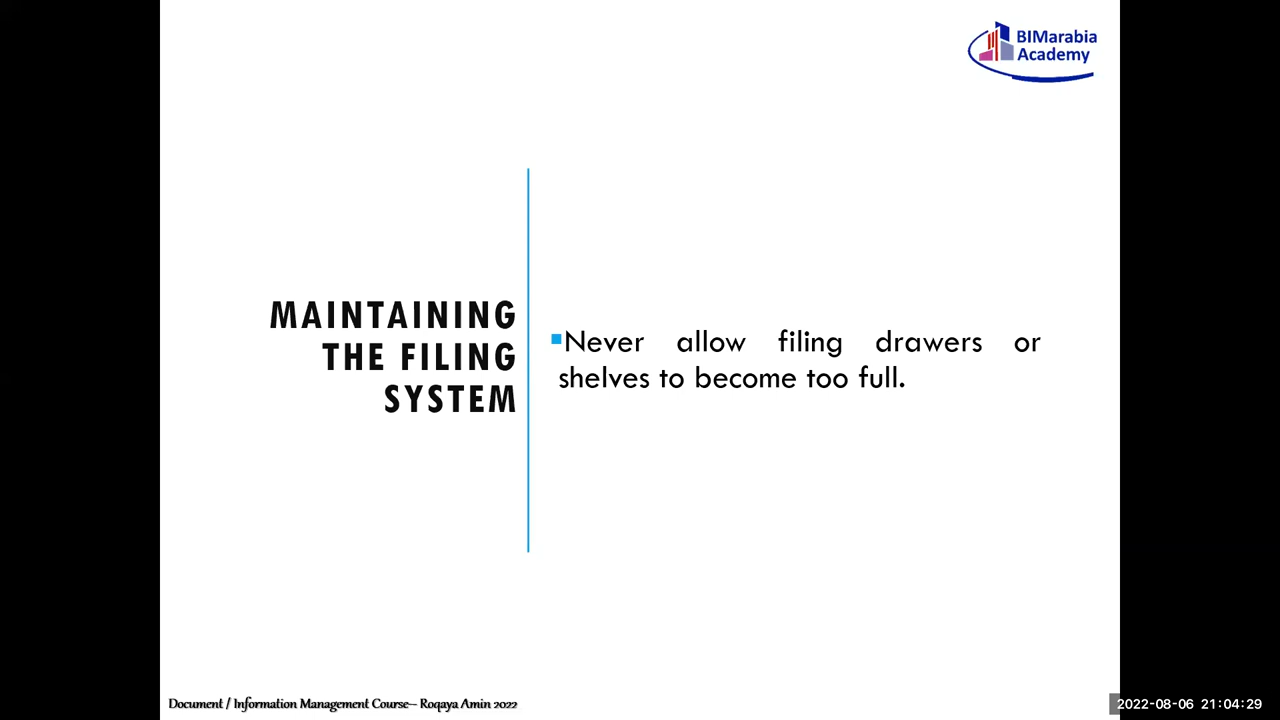 BIMarabia
Academy
MAINTAINING
THE FILING
SYSTEM
▪Never allow filing drawers or
shelves to become too full.
Document / Information Management Course– Roqaya Amin 2022
2022-08-06 21:04:29